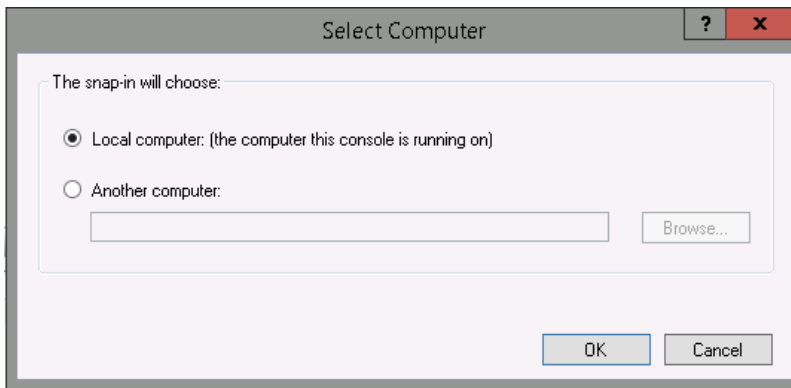 Select Computer
?
x
The snap-in will choose:
Local computer: (the computer this console is running on)
Another computer:
Browse...
OK
Cancel